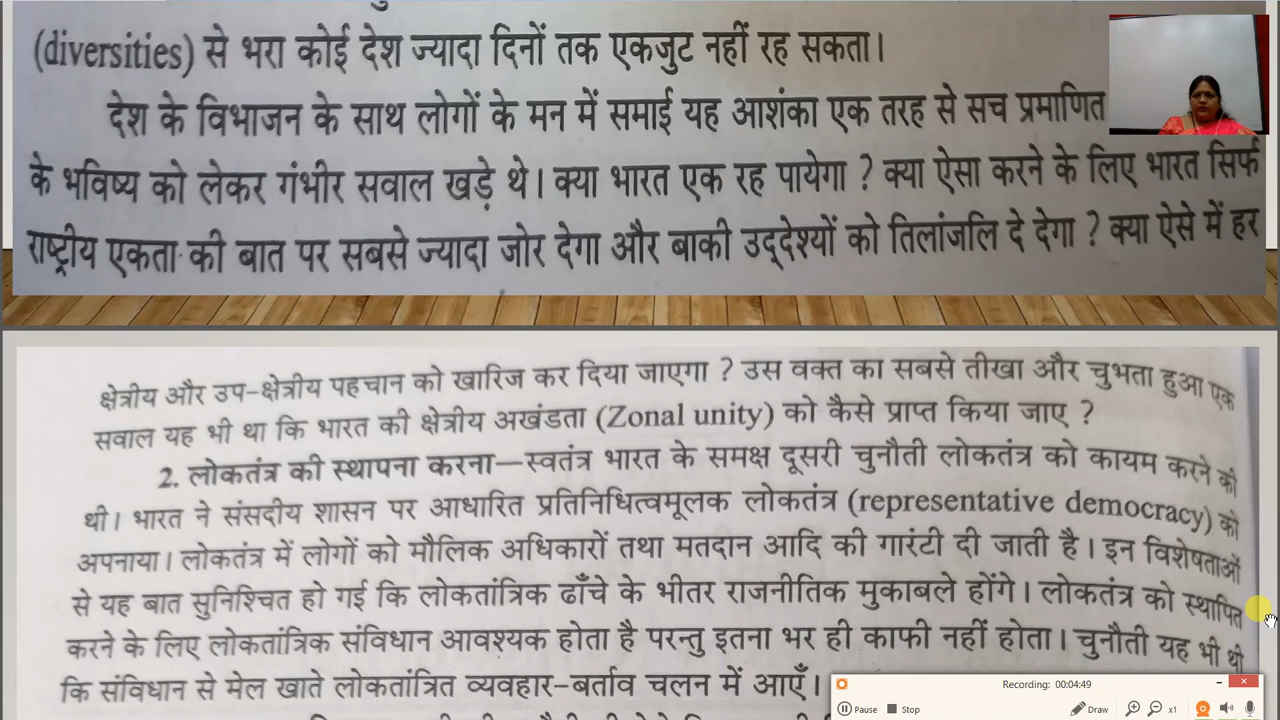 (diversities) से भरा कोई देश ज्यादा दिनों तक एकजुट नहीं रह सकता।
देश के विभाजन के साथ लोगों के मन में समाई यह आशंका एक तरह से सच प्रमाणित
के भविष्य को लेकर गंभीर सवाल खड़े थे। क्या भारत एक रह पायेगा ? क्या ऐसा करने के लिए भारत सिर्फ
राष्ट्रीय एकता की बात पर सबसे ज्यादा जोर देगा और बाकी उद्देश्यों को तिलांजलि दे देगा ? क्या ऐसे में हर
क्षेत्रीय और उप-क्षेत्रीय पहचान को खारिज कर दिया जाएगा ? उस वक्त का सबसे तीखा और चुभता हुआ एक
सवाल यह भी था कि भारत की क्षेत्रीय अखंडता (Zonal unity) को कैसे प्राप्त किया जाए ?
2. लोकतंत्र की स्थापना करना—स्वतंत्र भारत के समक्ष दूसरी चुनौती लोकतंत्र को कायम करने की
थी। भारत ने संसदीय शासन पर आधारित प्रतिनिधित्वमूलक लोकतंत्र (representative democracy) को
अपनाया। लोकतंत्र में लोगों को मौलिक अधिकारों तथा मतदान आदि की गारंटी दी जाती है। इन विशेषताओं
से यह बात सुनिश्चित हो गई कि लोकतांत्रिक ढाँचे के भीतर राजनीतिक मुकाबले होंगे। लोकतंत्र को स्थापित
करने के लिए लोकतांत्रिक संविधान आवश्यक होता है परन्तु इतना भर ही काफी नहीं होता। चुनौती यह भी थी
कि संविधान से मेल खाते लोकतांत्रित व्यवहार-बर्ताव चलन में आएँ।
Recording: 00:04:49
Pause Stop Draw x1